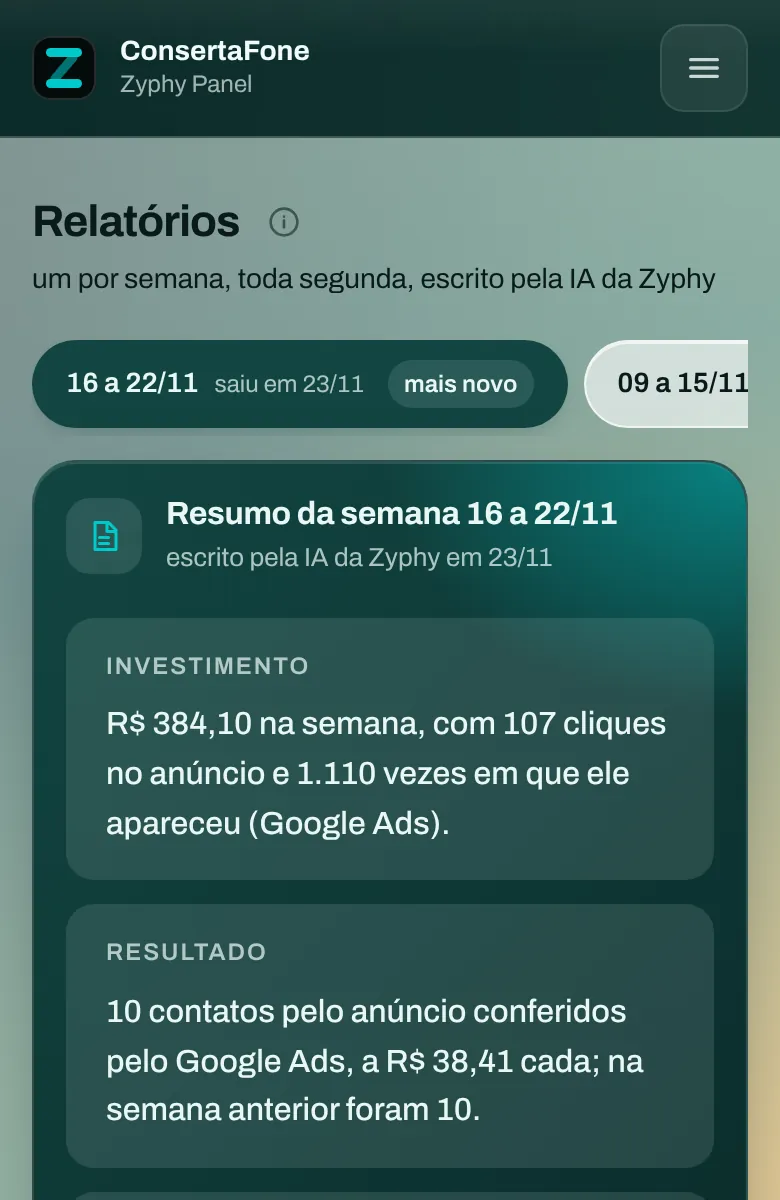 ConsertaFone
Zyphy Panel
Relatórios
um por semana, toda segunda, escrito pela IA da Zyphy
16 a 22/11 saiu em 23/11 mais novo
09 a 15/11
Resumo da semana 16 a 22/11
escrito pela IA da Zyphy em 23/11
INVESTIMENTO
R$ 384,10 na semana, com 107 cliques
no anúncio e 1.110 vezes em que ele
apareceu (Google Ads).
RESULTADO
10 contatos pelo anúncio conferidos
pelo Google Ads, a R$ 38,41 cada; na
semana anterior foram 10.